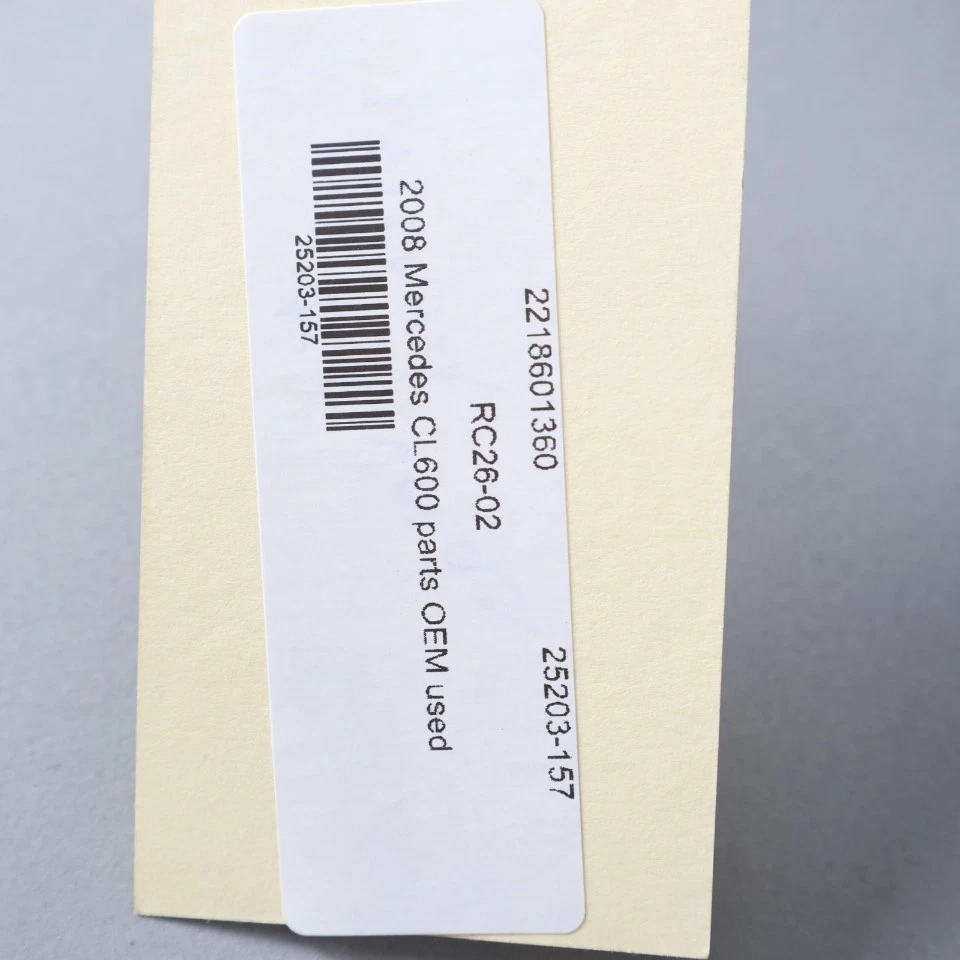 2218601360
25203-157
RC26-02
2008 Mercedes CL600 parts OEM used
25203-157